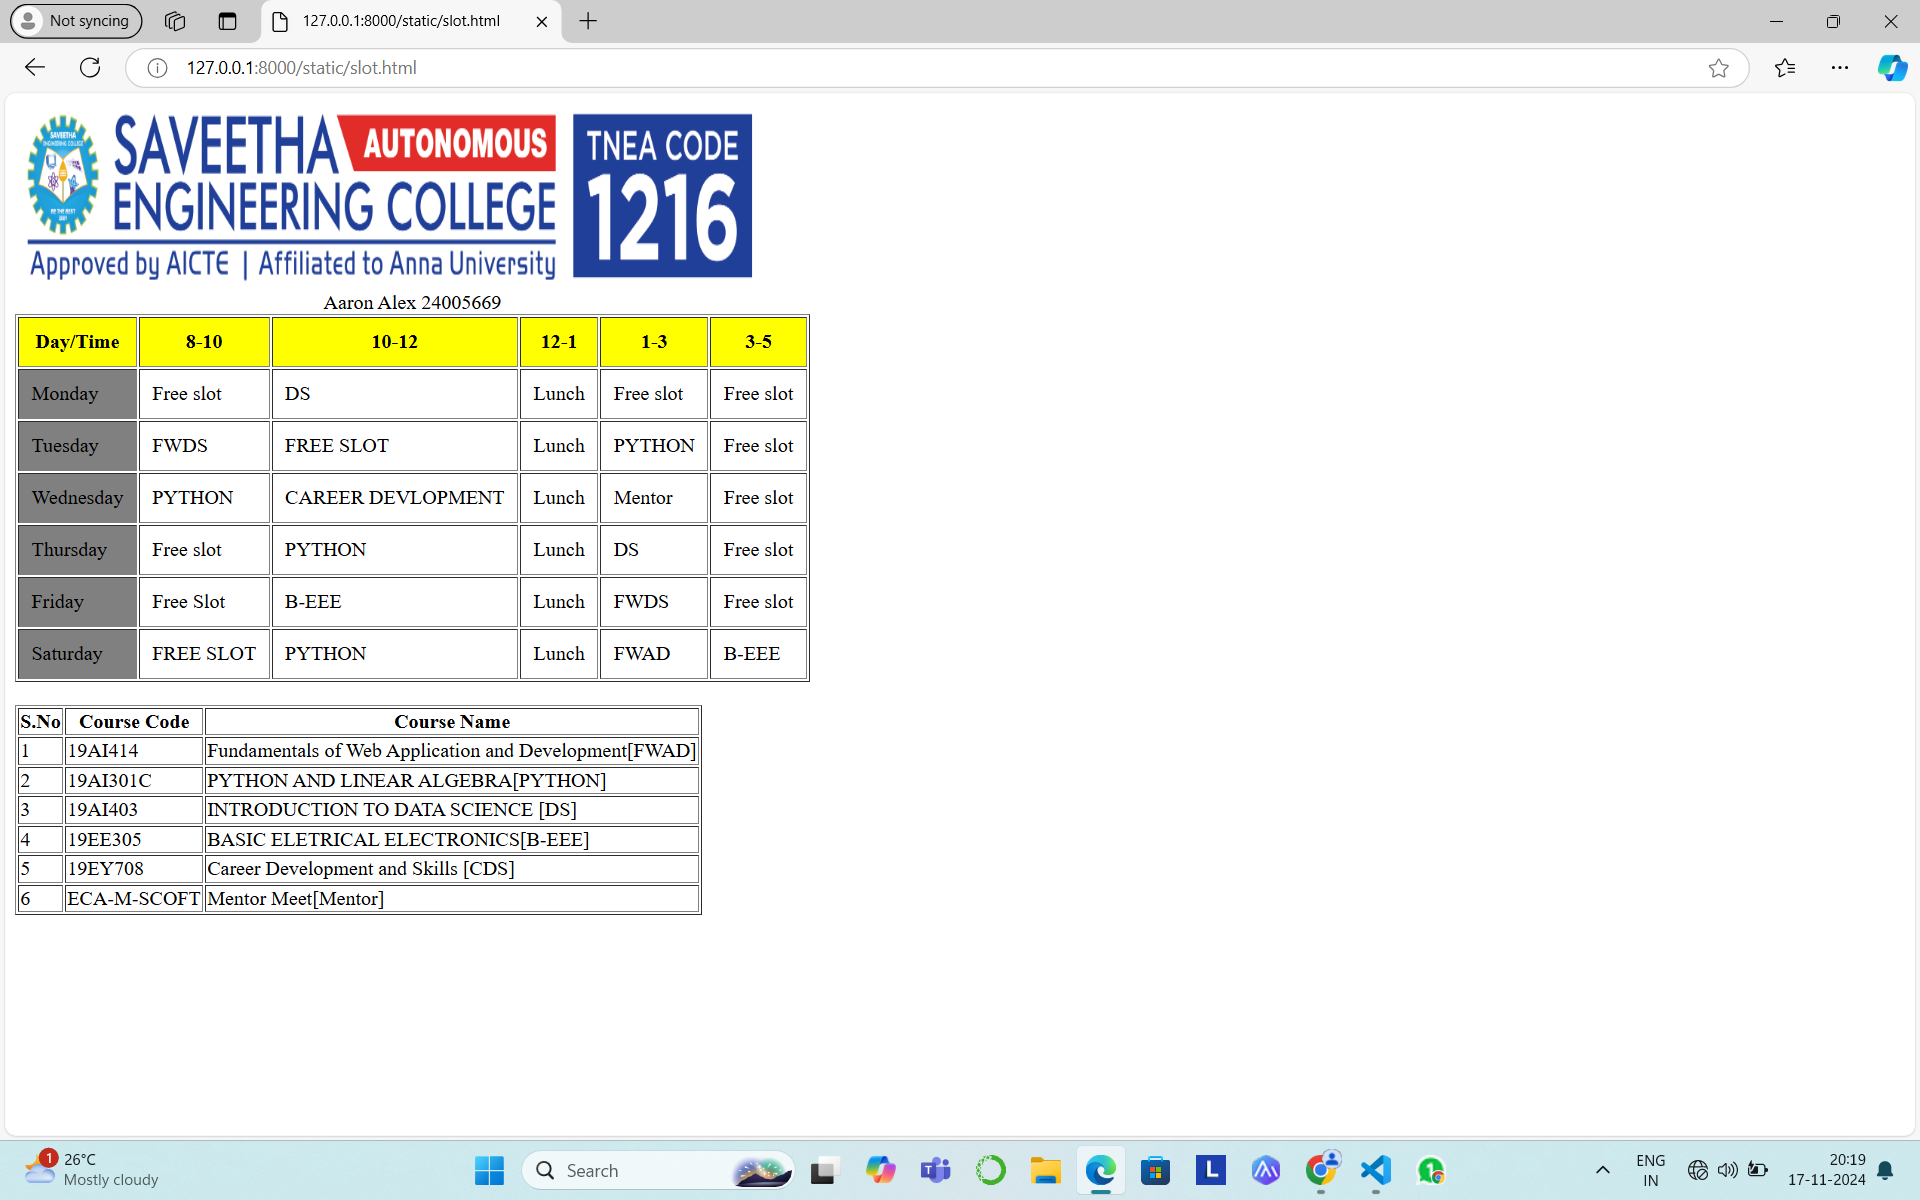 Not syncing
127.0.0.1:8000/static/slot.html
127.0.0.1:8000/static/slot.html
SAVEETHA AUTONOMOUS
ENGINEERING COLLEGE
Approved by AICTE | Affiliated to Anna University
TNEA CODE
1216
Aaron Alex 24005669
Day/Time 8-10 10-12 12-1 1-3 3-5
Monday Free slot DS Lunch Free slot Free slot
Tuesday FWDS FREE SLOT Lunch PYTHON Free slot
Wednesday PYTHON CAREER DEVLOPMENT Lunch Mentor Free slot
Thursday Free slot PYTHON Lunch DS Free slot
Friday Free Slot B-EEE Lunch FWDS Free slot
Saturday FREE SLOT PYTHON Lunch FWAD B-EEE
S.No Course Code Course Name
1 19AI414 Fundamentals of Web Application and Development[FWAD]
2 19AI301C PYTHON AND LINEAR ALGEBRA[PYTHON]
3 19AI403 INTRODUCTION TO DATA SCIENCE [DS]
4 19EE305 BASIC ELETRICAL ELECTRONICS[B-EEE]
5 19EY708 Career Development and Skills [CDS]
6 ECA-M-SCOFT Mentor Meet[Mentor]
1
26°C
Mostly cloudy
Search
L
1
ENG
IN
20:19
17-11-2024